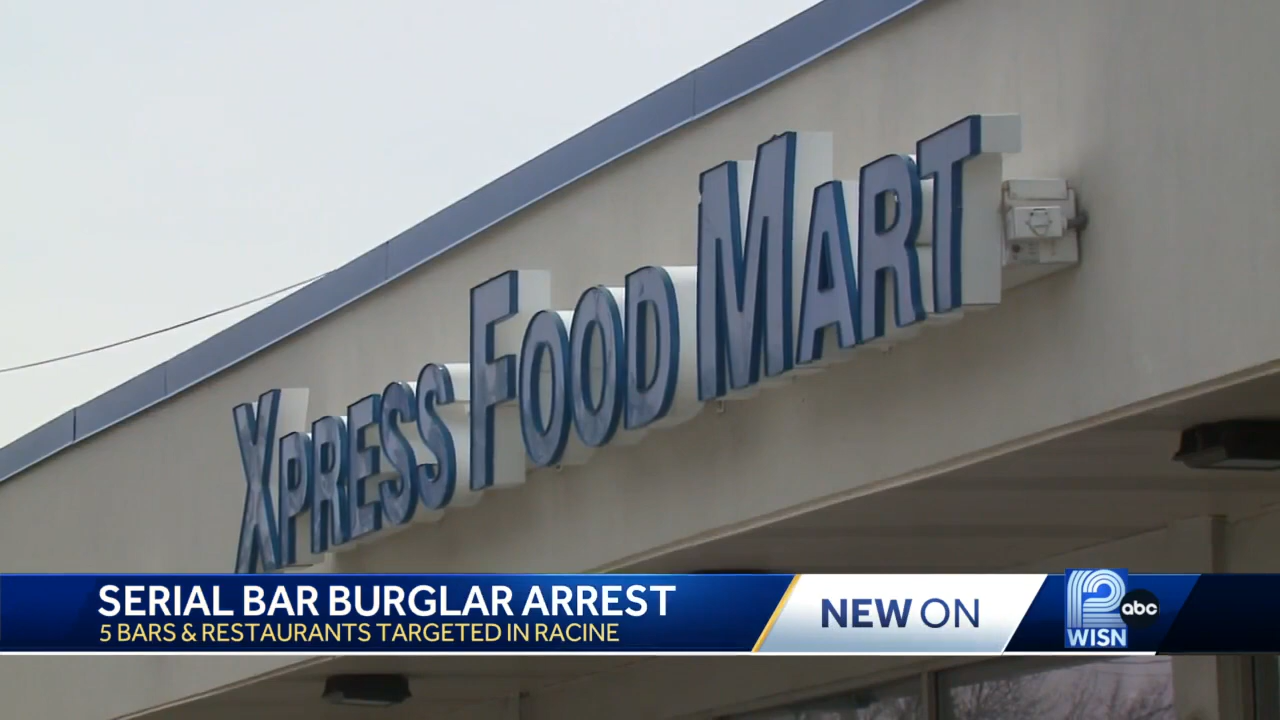 XPRESS FOOD MART
SERIAL BAR BURGLAR ARREST
5 BARS & RESTAURANTS TARGETED IN RACINE
NEW ON
12
WISN
abc